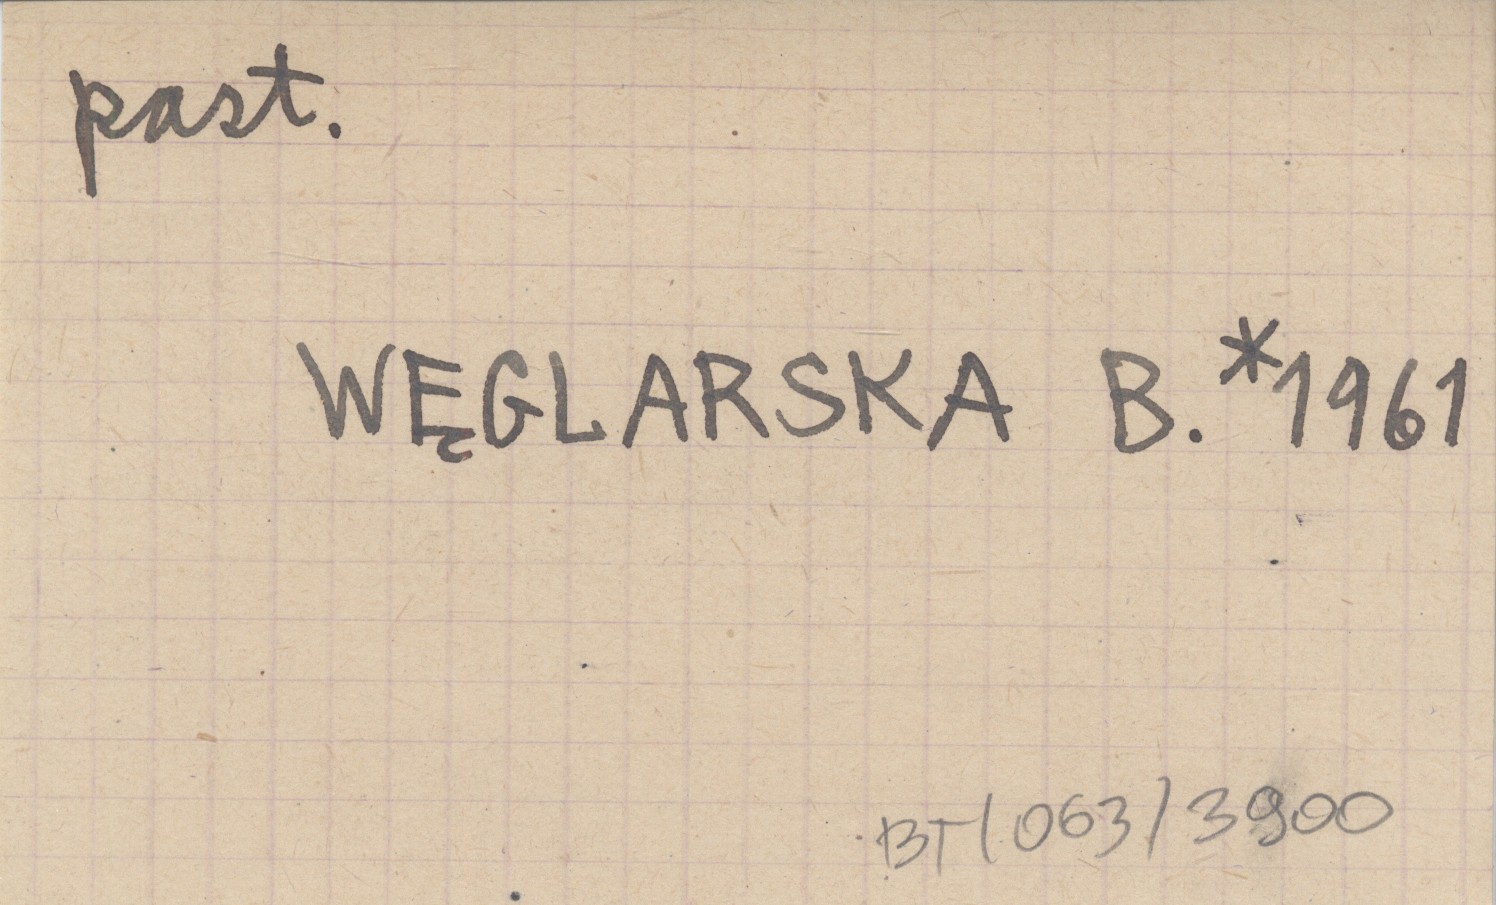 past.
WĘGLARSKA B. *1961
BT/063/3900